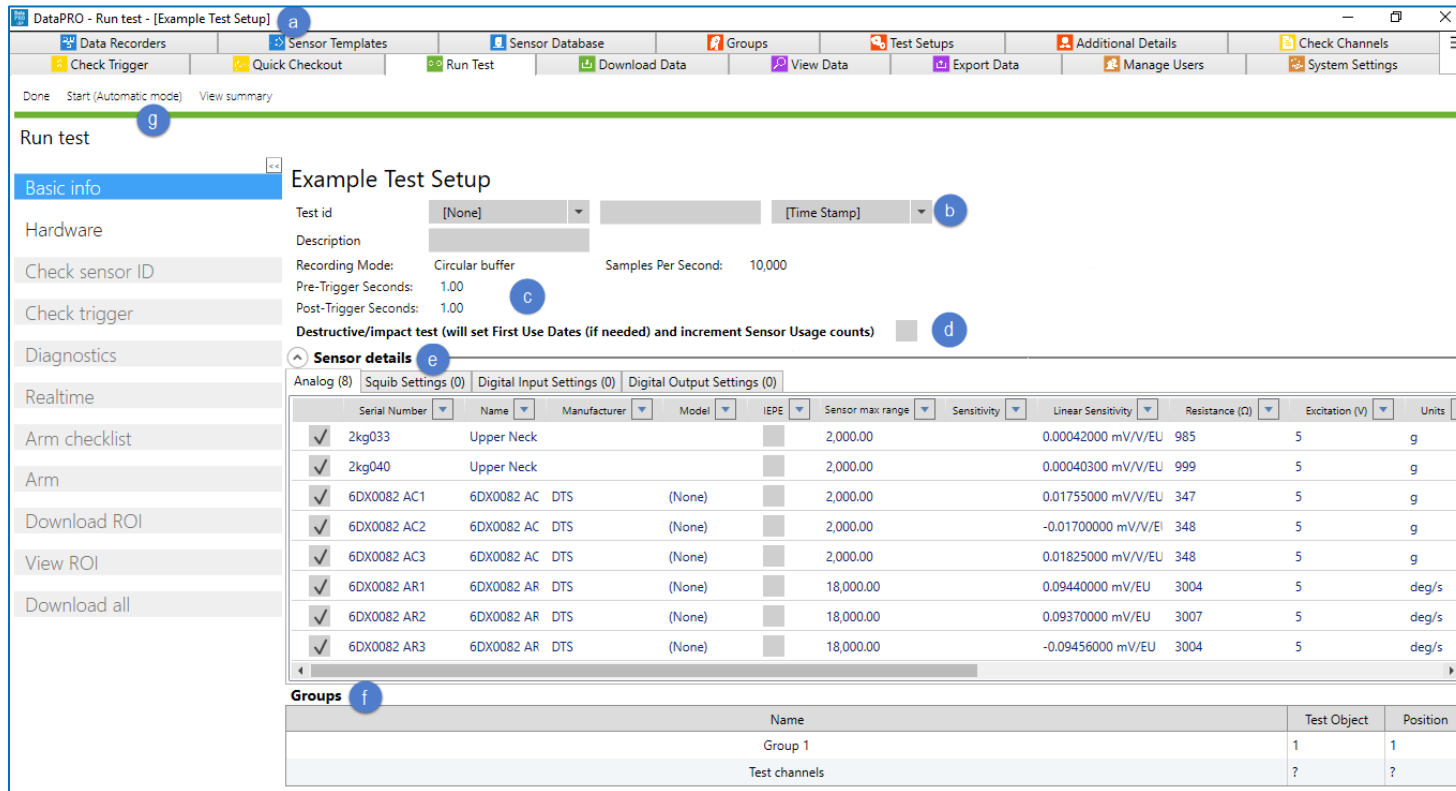 DataPRO - Run test - [Example Test Setup] a
Data Recorders Sensor Templates Sensor Database Groups Test Setups Additional Details Check Channels
Check Trigger Quick Checkout Run Test Download Data View Data Export Data Manage Users System Settings
Done Start (Automatic mode) View summary
g
Run test
<<
Basic info
Hardware
Check sensor ID
Check trigger
Diagnostics
Realtime
Arm checklist
Arm
Download ROI
View ROI
Download all
Example Test Setup
Test id [None] [Time Stamp] b
Description
Recording Mode: Circular buffer Samples Per Second: 10,000
Pre-Trigger Seconds: 1.00
c
Post-Trigger Seconds: 1.00
Destructive/impact test (will set First Use Dates (if needed) and increment Sensor Usage counts) d
Sensor details e
Analog (8) Squib Settings (0) Digital Input Settings (0) Digital Output Settings (0)
Serial Number Name Manufacturer Model IEPE Sensor max range Sensitivity Linear Sensitivity Resistance (Ω) Excitation (V) Units
2kg033 Upper Neck 2,000.00 0.00042000 mV/V/EU 985 5 g
2kg040 Upper Neck 2,000.00 0.00040300 mV/V/EU 999 5 g
6DX0082 AC1 6DX0082 AC DTS (None) 2,000.00 0.01755000 mV/V/EU 347 5 g
6DX0082 AC2 6DX0082 AC DTS (None) 2,000.00 -0.01700000 mV/V/E 348 5 g
6DX0082 AC3 6DX0082 AC DTS (None) 2,000.00 0.01825000 mV/V/EU 348 5 g
6DX0082 AR1 6DX0082 AR DTS (None) 18,000.00 0.09440000 mV/EU 3004 5 deg/s
6DX0082 AR2 6DX0082 AR DTS (None) 18,000.00 0.09370000 mV/EU 3007 5 deg/s
6DX0082 AR3 6DX0082 AR DTS (None) 18,000.00 -0.09456000 mV/EU 3004 5 deg/s
Groups f
Name Test Object Position
Group 1 1 1
Test channels ? ?